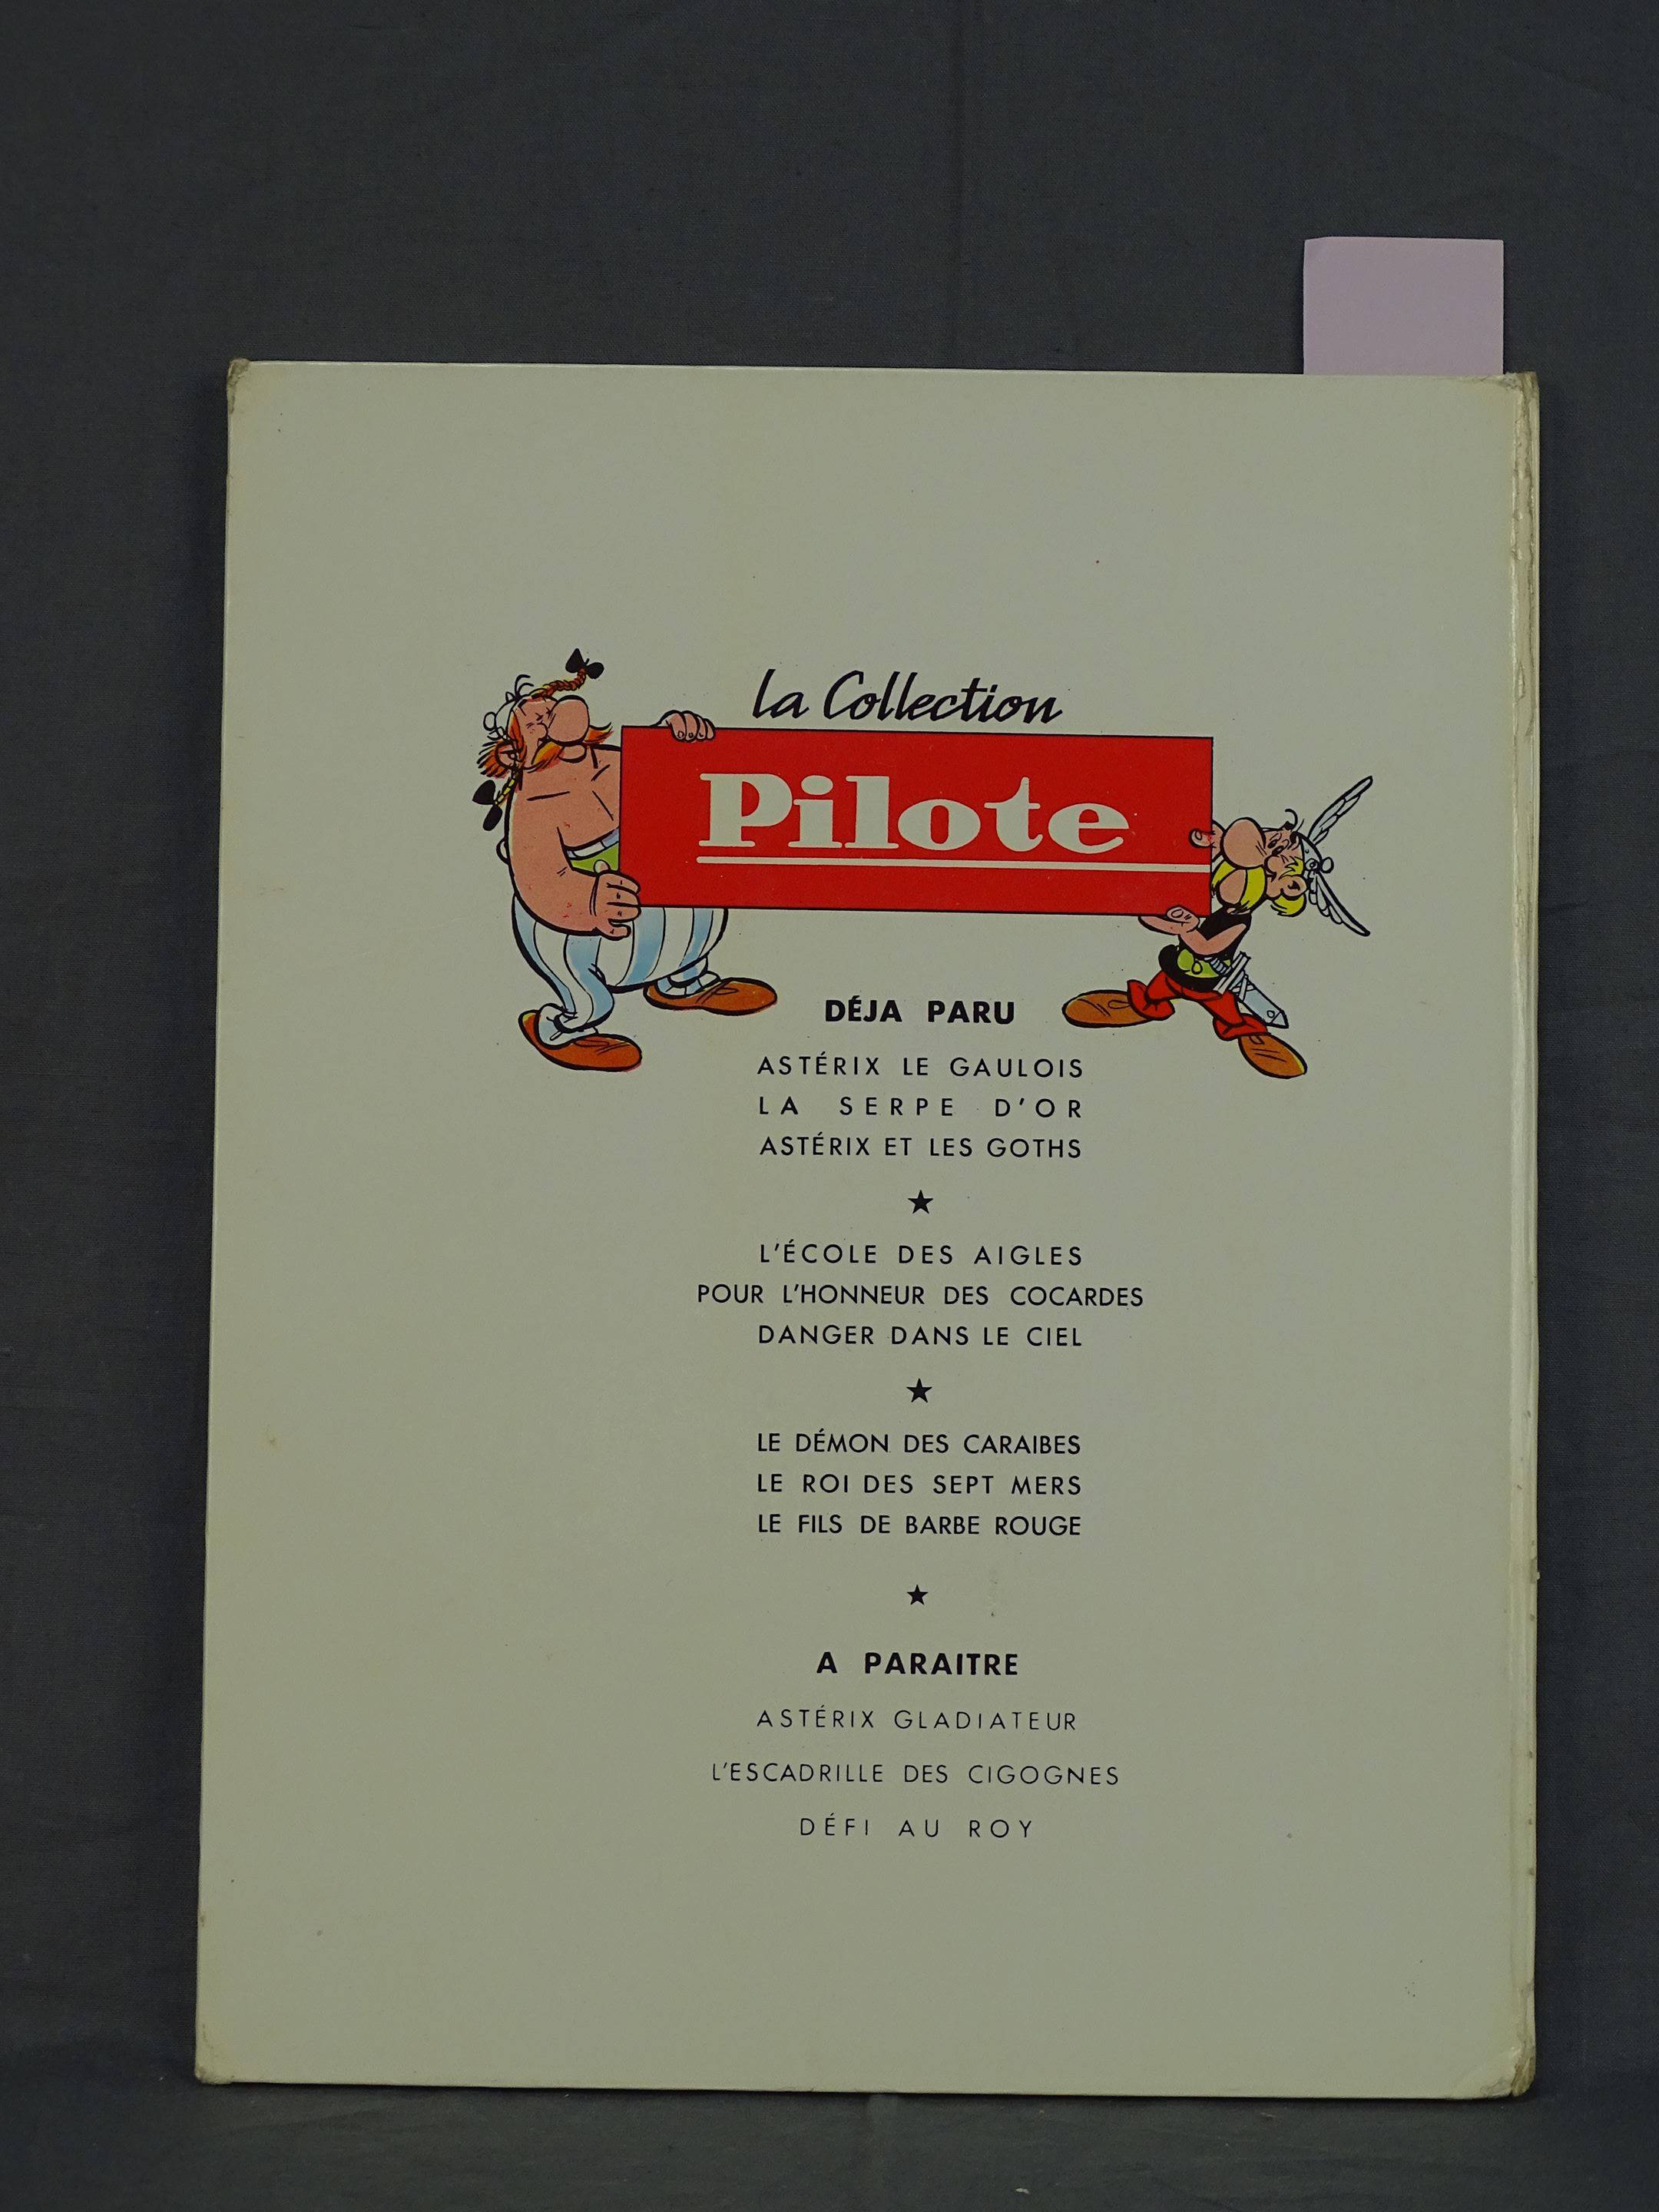 la Collection
Pilote
DÉJA PARU
ASTÉRIX LE GAULOIS
LA SERPE D'OR
ASTÉRIX ET LES GOTHS
★
L'ÉCOLE DES AIGLES
POUR L'HONNEUR DES COCARDES
DANGER DANS LE CIEL
★
LE DÉMON DES CARAIBES
LE ROI DES SEPT MERS
LE FILS DE BARBE ROUGE
★
A PARAITRE
ASTÉRIX GLADIATEUR
L'ESCADRILLE DES CIGOGNES
DÉFI AU ROY